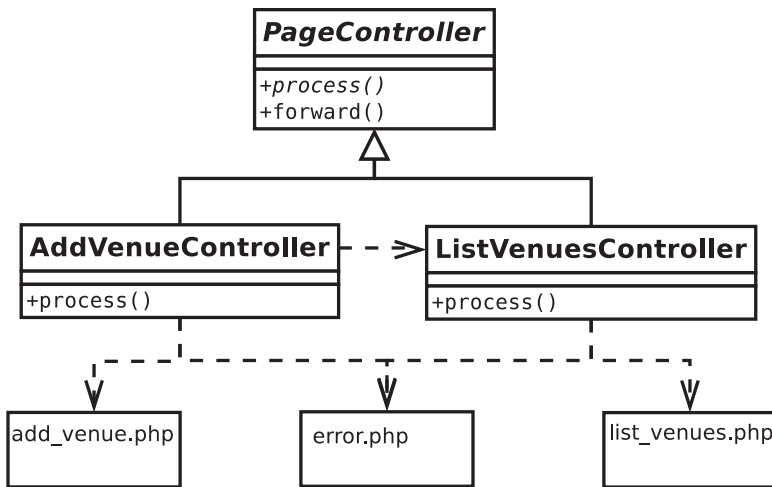 PageController
+process()
+forward()
AddVenueController
+process()
ListVenuesController
+process()
add_venue.php
error.php
list_venues.php